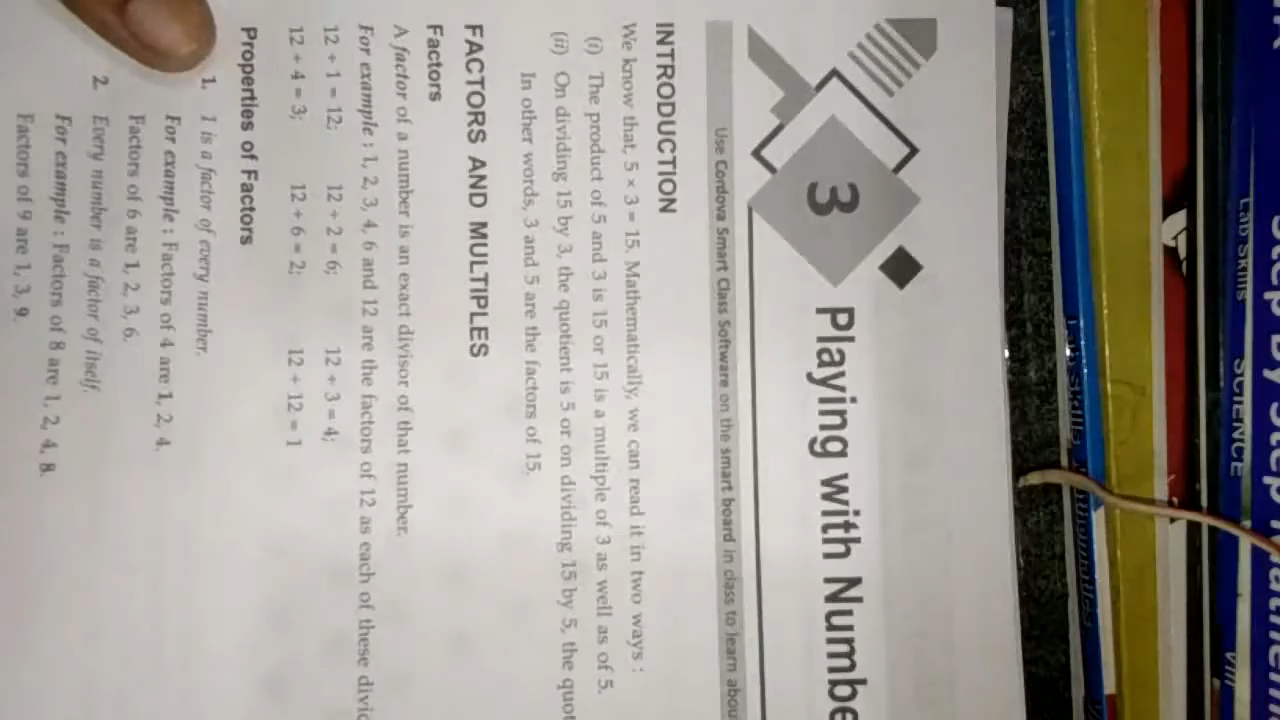 3 Playing with Numbe
Use Cordova Smart Class Software on the smart board in class to learn abou
INTRODUCTION
We know that, 5 × 3 = 15. Mathematically, we can read it in two ways :
(i) The product of 5 and 3 is 15 or 15 is a multiple of 3 as well as of 5.
(ii) On dividing 15 by 3, the quotient is 5 or on dividing 15 by 5, the quot
In other words, 3 and 5 are the factors of 15.
FACTORS AND MULTIPLES
Factors
A factor of a number is an exact divisor of that number.
For example : 1, 2, 3, 4, 6 and 12 are the factors of 12 as each of these divid
12 ÷ 1 = 12; 12 ÷ 2 = 6; 12 ÷ 3 = 4;
12 ÷ 4 = 3; 12 ÷ 6 = 2; 12 ÷ 12 = 1
Properties of Factors
1. 1 is a factor of every number.
For example : Factors of 4 are 1, 2, 4.
Factors of 6 are 1, 2, 3, 6.
2. Every number is a factor of itself.
For example : Factors of 8 are 1, 2, 4, 8.
Factors of 9 are 1, 3, 9.
Lab Skills SCIENCE VIII